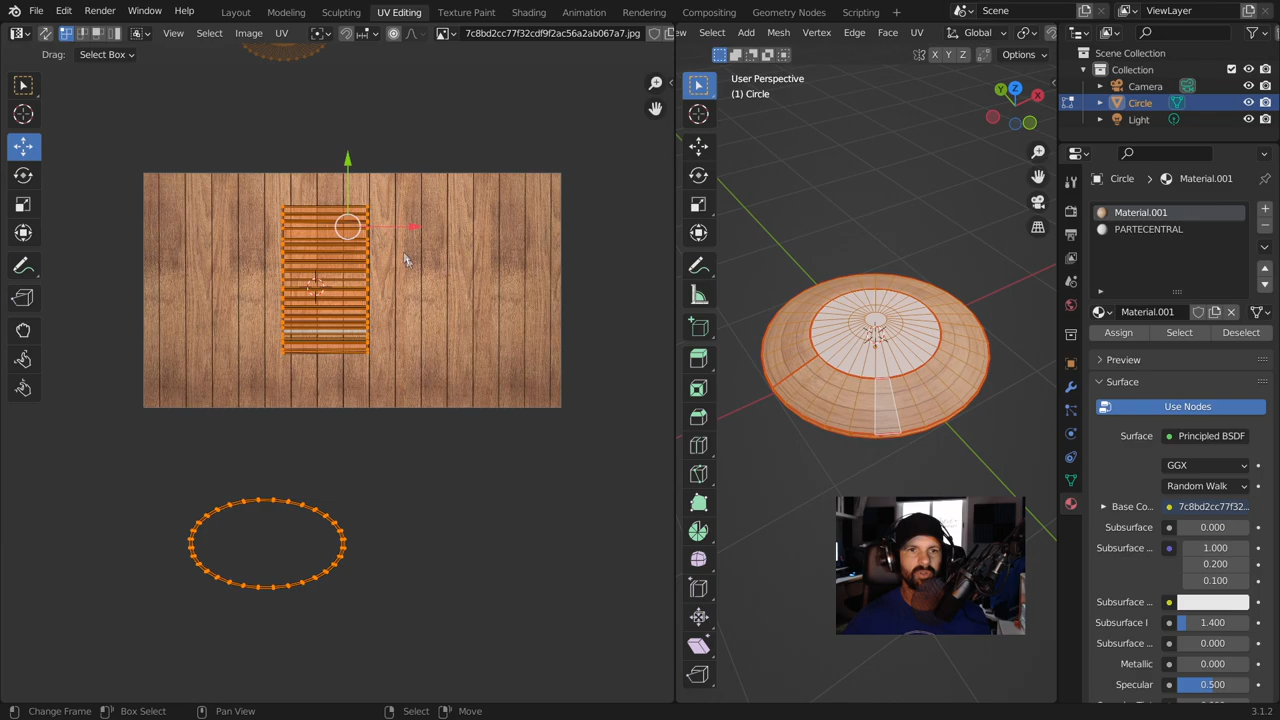 File Edit Render Window Help Layout Modeling Sculpting UV Editing Texture Paint Shading Animation Rendering Compositing Geometry Nodes Scripting Scene ViewLayer
View Select Image UV 7c8bd2cc77f32cdf9f2ac56a2ab067a7.jpg Select Add Mesh Vertex Edge Face UV Global
Drag: Select Box X Y Z Options
Scene Collection
Collection
Camera
Circle
Light
User Perspective
(1) Circle
Z
Y
X
Circle Material.001
Material.001
PARTECENTRAL
Material.001
Assign Select Deselect
Preview
Surface
Use Nodes
Surface Principled BSDF
GGX
Random Walk
Base Co... 7c8bd2cc77f32...
Subsurface 0.000
Subsurface ... 1.000
0.200
0.100
Subsurface ...
Subsurface I 1.400
Subsurface ... 0.000
Metallic 0.000
Specular 0.500
Change Frame Box Select Pan View Select Move 3.1.2